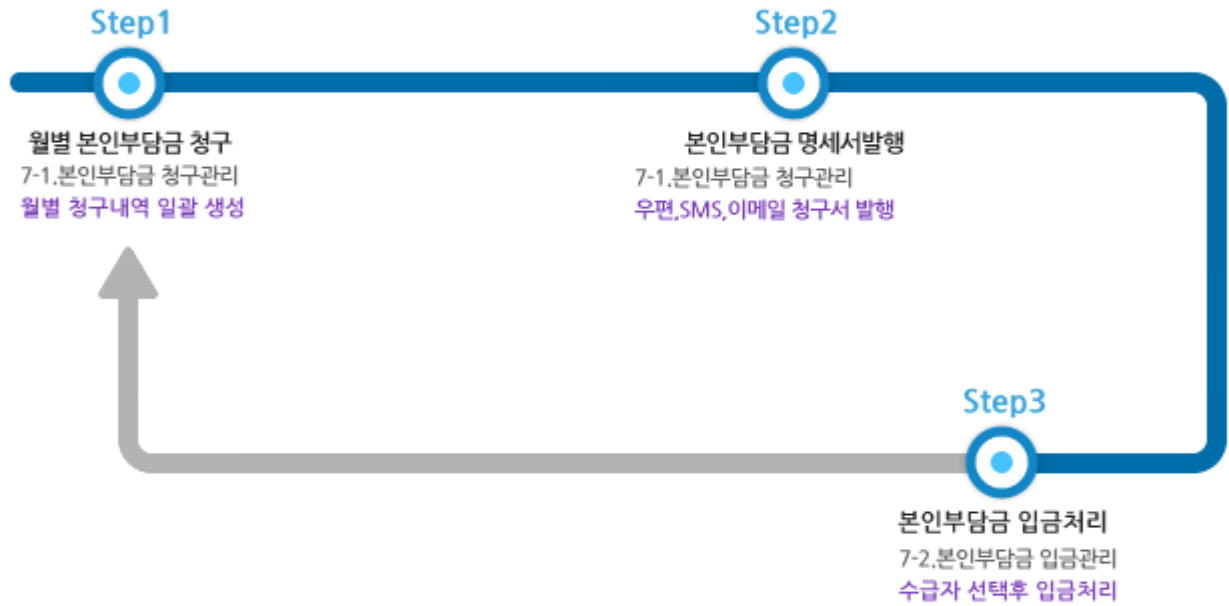 Step1
월별 본인부담금 청구
7-1.본인부담금 청구관리
월별 청구내역 일괄 생성
Step2
본인부담금 명세서발행
7-1.본인부담금 청구관리
우편,SMS,이메일 청구서 발행
Step3
본인부담금 입금처리
7-2.본인부담금 입금관리
수급자 선택후 입금처리